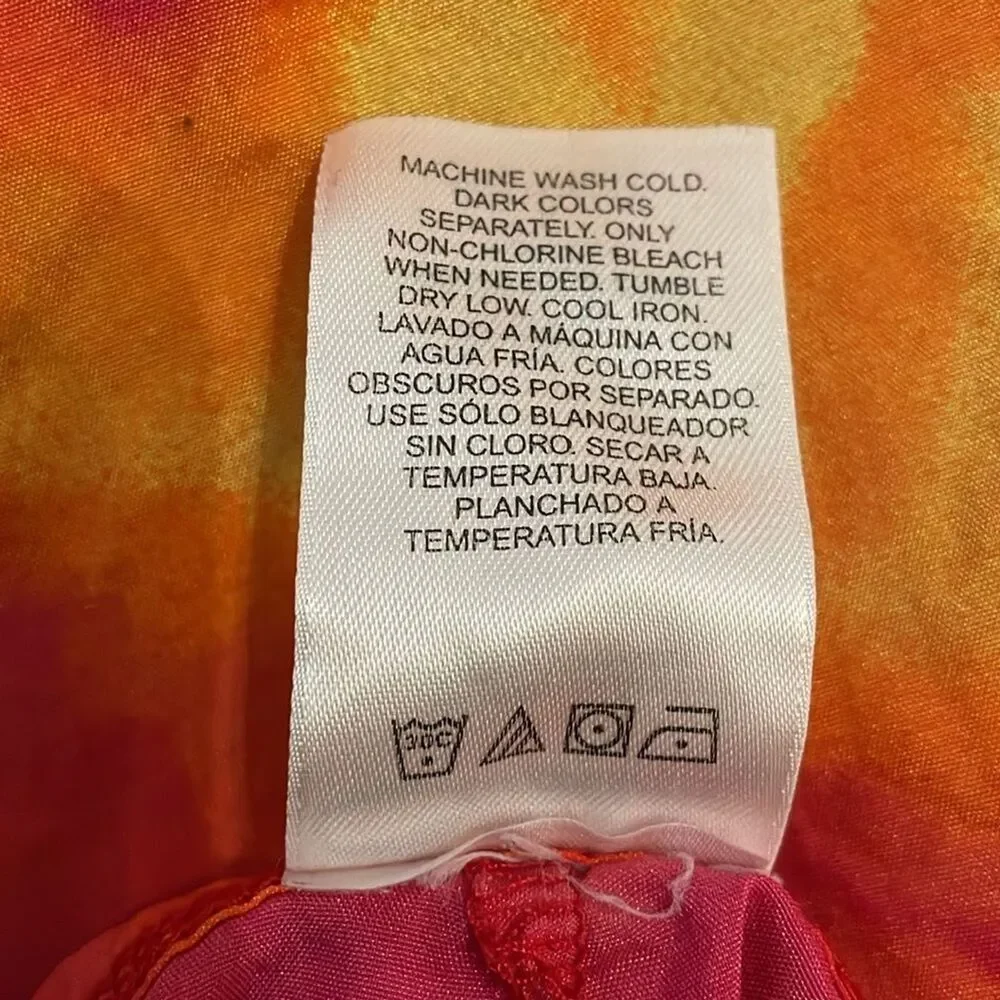 MACHINE WASH COLD.
DARK COLORS
SEPARATELY. ONLY
NON-CHLORINE BLEACH
WHEN NEEDED. TUMBLE
DRY LOW. COOL IRON.
LAVADO A MÁQUINA CON
AGUA FRÍA. COLORES
OBSCUROS POR SEPARADO.
USE SÓLO BLANQUEADOR
SIN CLORO. SECAR A
TEMPERATURA BAJA.
PLANCHADO A
TEMPERATURA FRÍA.
30C